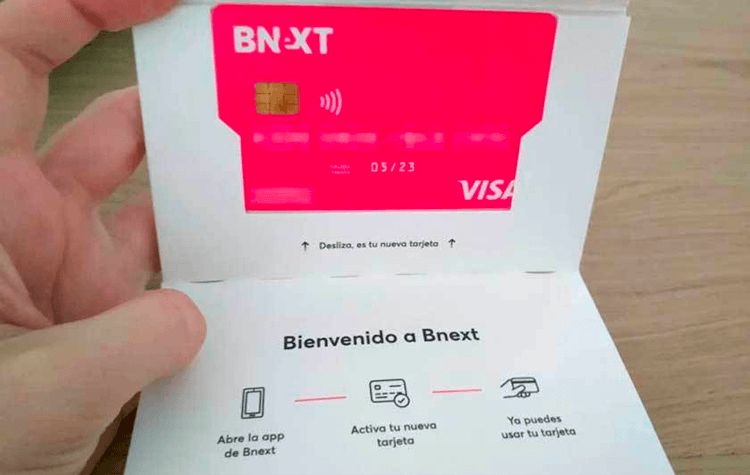 BNEXT
05/23
VISA
↑ Desliza, es tu nueva tarjeta ↑
Bienvenido a Bnext
Abre la app
de Bnext
Activa tu nueva
tarjeta
Ya puedes
usar tu tarjeta